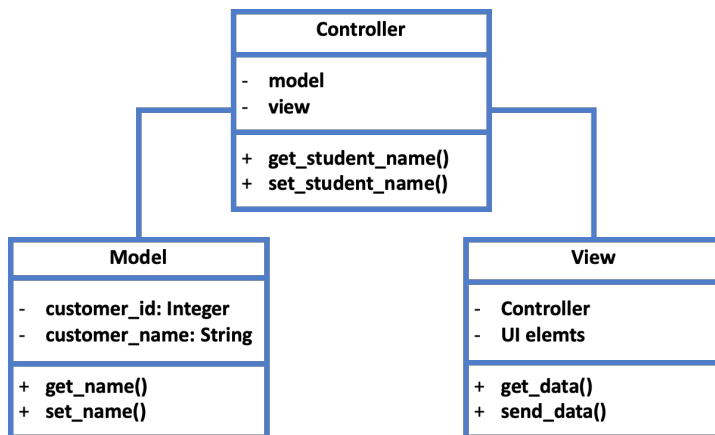 Controller
- model
- view
+ get_student_name()
+ set_student_name()
Model
- customer_id: Integer
- customer_name: String
+ get_name()
+ set_name()
View
- Controller
- UI elemts
+ get_data()
+ send_data()